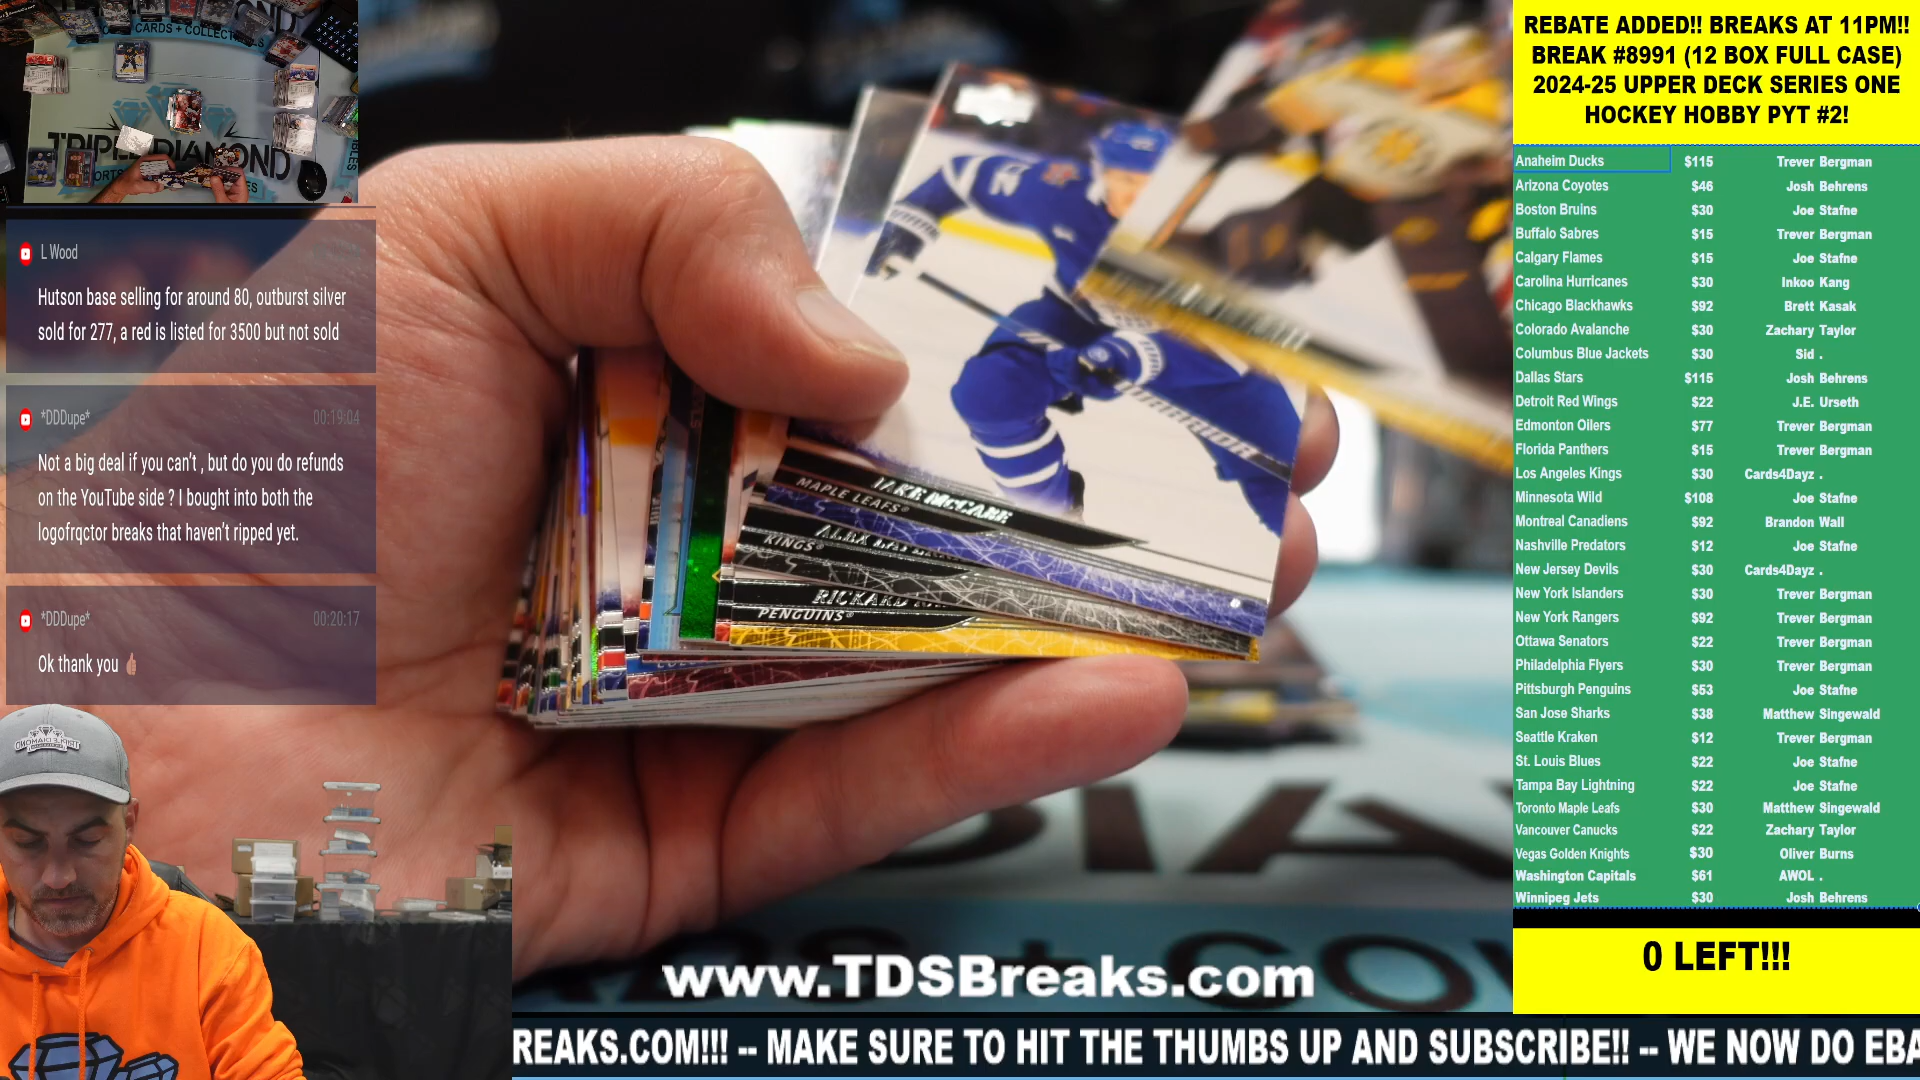 CARDS + COLLECTIBLES
TRIPLE DIAMOND
L Wood
Hutson base selling for around 80, outburst silver
sold for 277, a red is listed for 3500 but not sold
*DDDupe* 00:19:04
Not a big deal if you can't , but do you do refunds
on the YouTube side ? I bought into both the
logofrqctor breaks that haven't ripped yet.
*DDDupe* 00:20:17
Ok thank you 👍🏼
JAKE McCABE
MAPLE LEAFS
KINGS
RICKARD
PENGUINS
WARRIOR
www.TDSBreaks.com
REAKS.COM!!! -- MAKE SURE TO HIT THE THUMBS UP AND SUBSCRIBE!! -- WE NOW DO EBA
REBATE ADDED!! BREAKS AT 11PM!!
BREAK #8991 (12 BOX FULL CASE)
2024-25 UPPER DECK SERIES ONE
HOCKEY HOBBY PYT #2!
Anaheim Ducks $115 Trever Bergman
Arizona Coyotes $46 Josh Behrens
Boston Bruins $30 Joe Stafne
Buffalo Sabres $15 Trever Bergman
Calgary Flames $15 Joe Stafne
Carolina Hurricanes $30 Inkoo Kang
Chicago Blackhawks $92 Brett Kasak
Colorado Avalanche $30 Zachary Taylor
Columbus Blue Jackets $30 Sid .
Dallas Stars $115 Josh Behrens
Detroit Red Wings $22 J.E. Urseth
Edmonton Oilers $77 Trever Bergman
Florida Panthers $15 Trever Bergman
Los Angeles Kings $30 Cards4Dayz .
Minnesota Wild $108 Joe Stafne
Montreal Canadiens $92 Brandon Wall
Nashville Predators $12 Joe Stafne
New Jersey Devils $30 Cards4Dayz .
New York Islanders $30 Trever Bergman
New York Rangers $92 Trever Bergman
Ottawa Senators $22 Trever Bergman
Philadelphia Flyers $30 Trever Bergman
Pittsburgh Penguins $53 Joe Stafne
San Jose Sharks $38 Matthew Singewald
Seattle Kraken $12 Trever Bergman
St. Louis Blues $22 Joe Stafne
Tampa Bay Lightning $22 Joe Stafne
Toronto Maple Leafs $30 Matthew Singewald
Vancouver Canucks $22 Zachary Taylor
Vegas Golden Knights $30 Oliver Burns
Washington Capitals $61 AWOL .
Winnipeg Jets $30 Josh Behrens
0 LEFT!!!